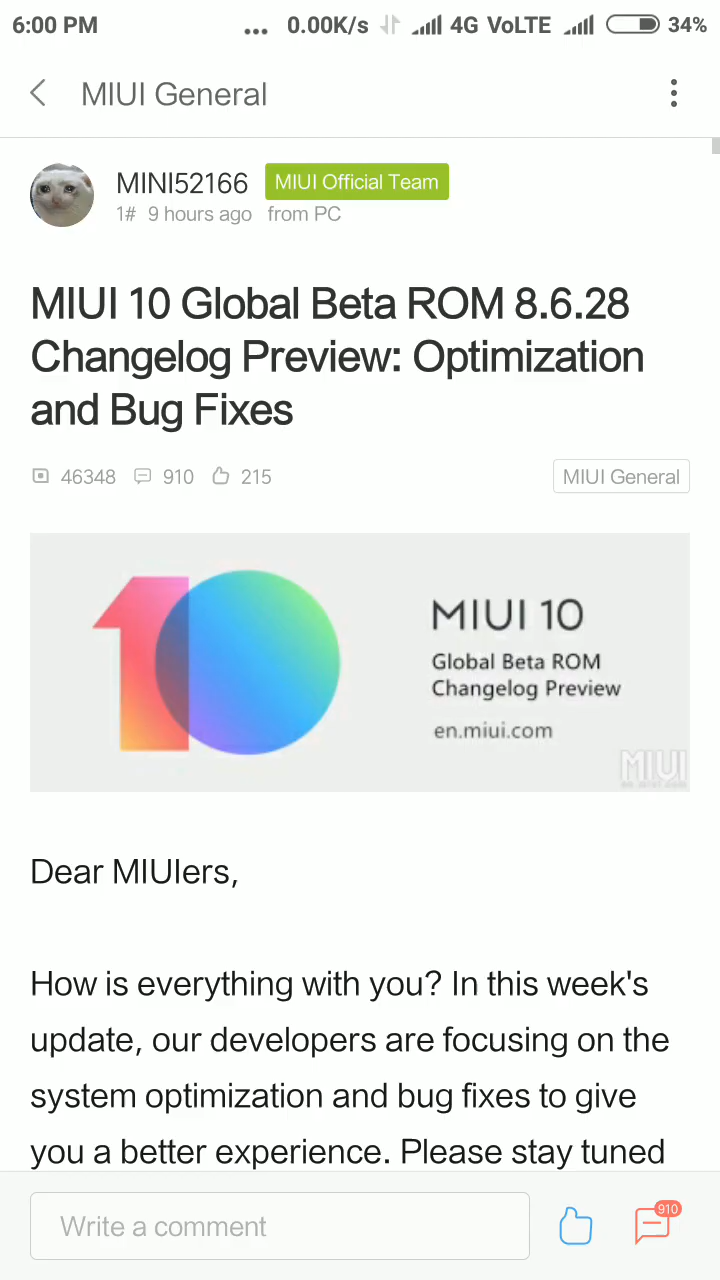 6:00 PM ... 0.00K/s 4G VoLTE 34%
MIUI General
MINI52166 MIUI Official Team
1# 9 hours ago from PC
MIUI 10 Global Beta ROM 8.6.28
Changelog Preview: Optimization
and Bug Fixes
46348 910 215 MIUI General
10
MIUI 10
Global Beta ROM
Changelog Preview
en.miui.com
MIUI
Dear MIUIers,
How is everything with you? In this week's
update, our developers are focusing on the
system optimization and bug fixes to give
you a better experience. Please stay tuned
Write a comment 910